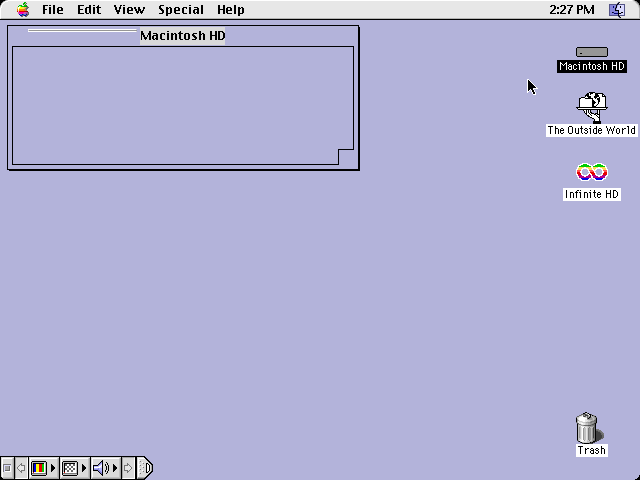 File Edit View Special Help 2:27 PM
Macintosh HD
Macintosh HD
The Outside World
Infinite HD
Trash